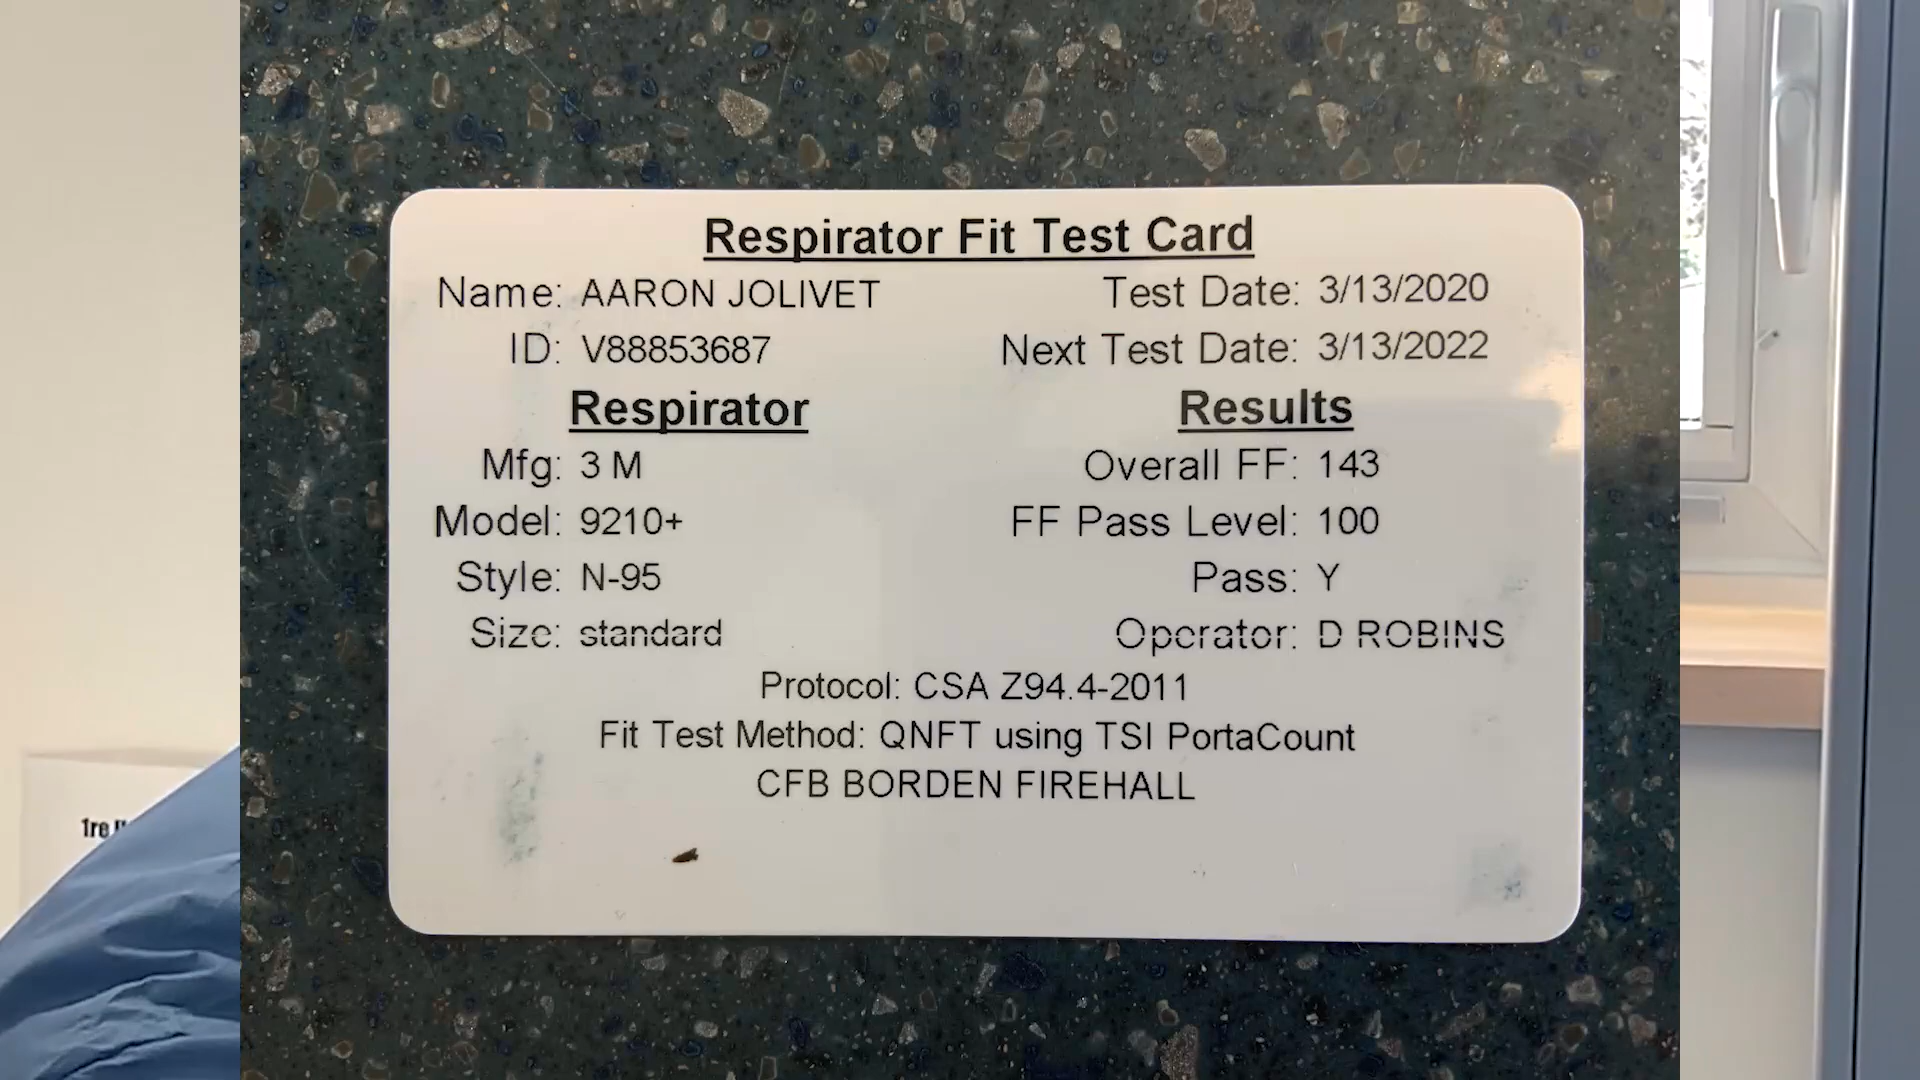 Respirator Fit Test Card
Name: AARON JOLIVET
Test Date: 3/13/2020
ID: V88853687
Next Test Date: 3/13/2022
Respirator
Results
Mfg: 3 M
Overall FF: 143
Model: 9210+
FF Pass Level: 100
Style: N-95
Pass: Y
Size: standard
Operator: D ROBINS
Protocol: CSA Z94.4-2011
Fit Test Method: QNFT using TSI PortaCount
CFB BORDEN FIREHALL